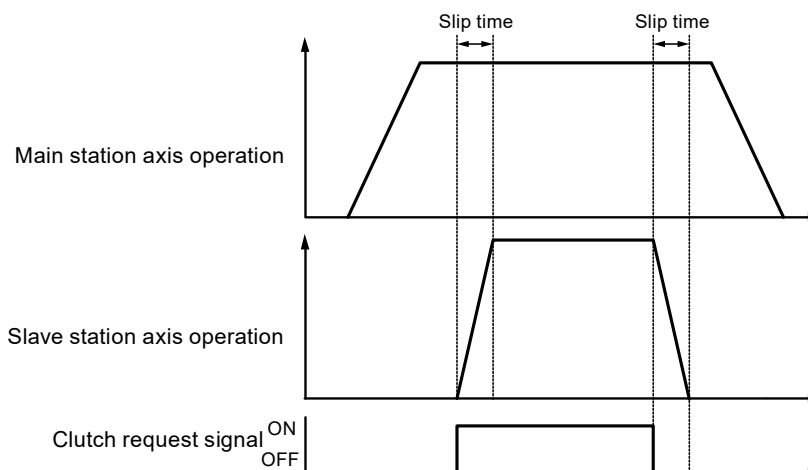 Slip time
Slip time
Main station axis operation
Slave station axis operation
Clutch request signal
ON
OFF